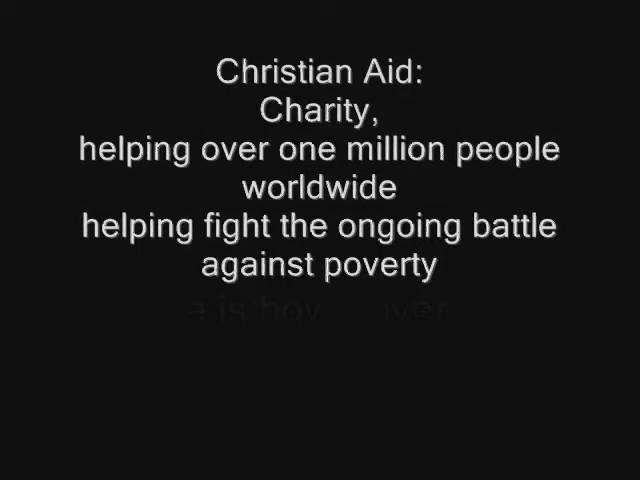 Christian Aid:
Charity,
helping over one million people
worldwide
helping fight the ongoing battle
against poverty